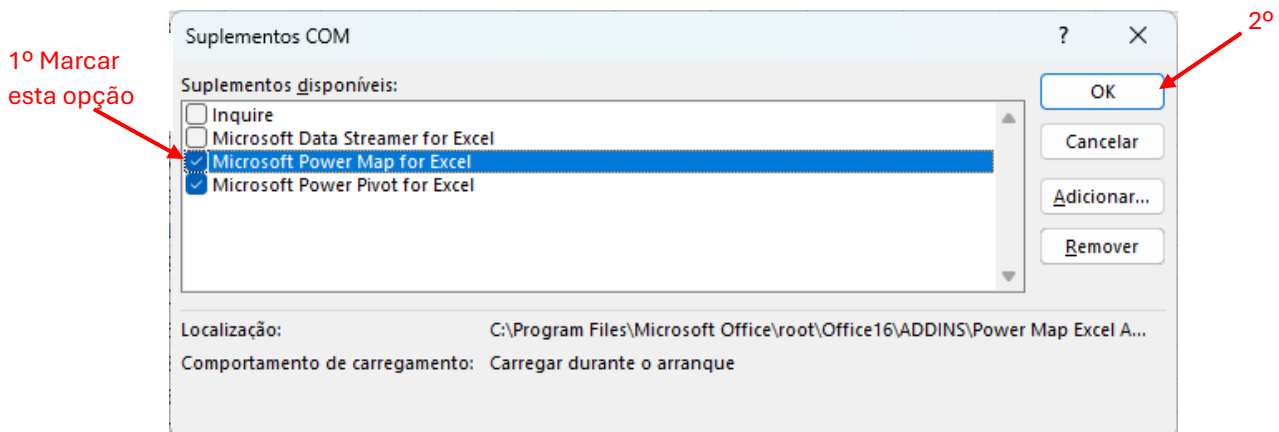 2º
Suplementos COM
?
1º Marcar
esta opção
Suplementos disponíveis:
OK
Inquire
Microsoft Data Streamer for Excel
Cancelar
Microsoft Power Map for Excel
Microsoft Power Pivot for Excel
Adicionar...
Remover
Localização: C:\Program Files\Microsoft Office\root\Office16\ADDINS\Power Map Excel A...
Comportamento de carregamento: Carregar durante o arranque